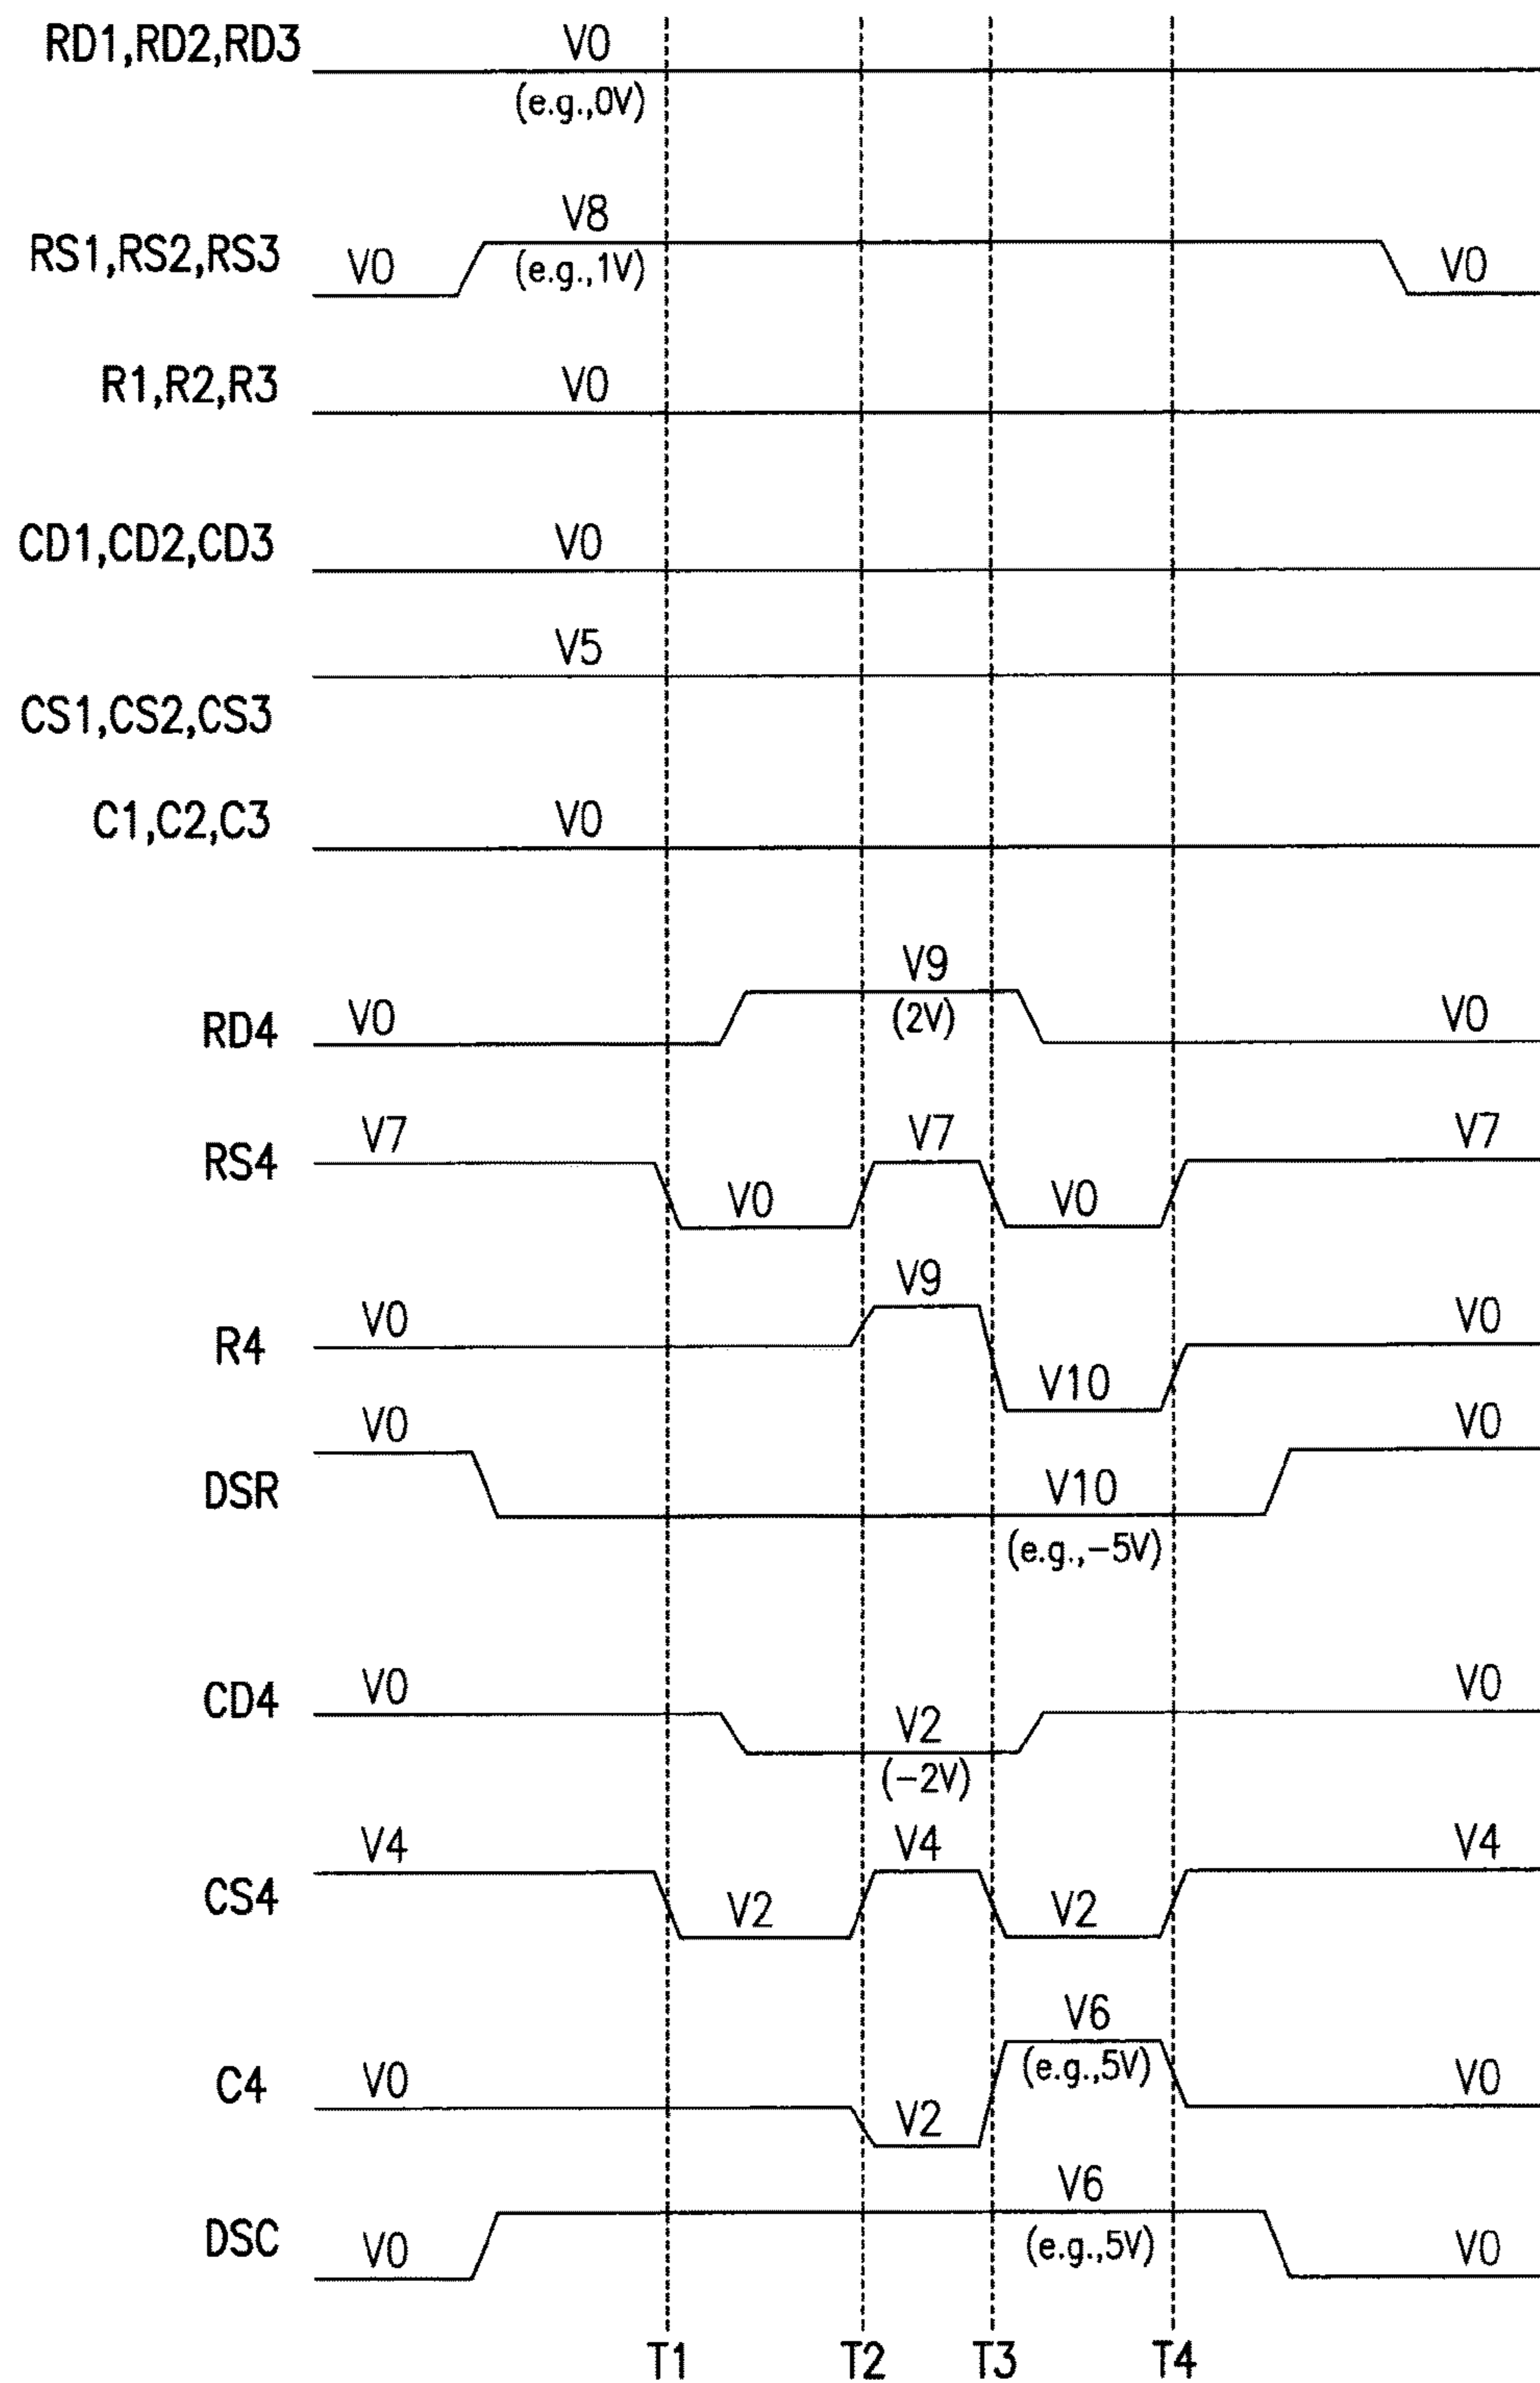 RD1,RD2,RD3
V0
(e.g.,0V)
V8
RS1,RS2,RS3
V0
(e.g.,1V)
V0
R1,R2,R3
V0
CD1,CD2,CD3
V0
V5
CS1,CS2,CS3
C1,C2,C3
V0
V9
RD4
V0
(2V)
V0
RS4
V7
V0
V7
V0
V7
R4
V0
V9
V10
V0
DSR
V0
V10
(e.g.,-5V)
V0
CD4
V0
V2
(-2V)
V0
CS4
V4
V2
V4
V2
V4
C4
V0
V2
V6
(e.g.,5V)
V0
DSC
V0
V6
(e.g.,5V)
V0
T1 T2 T3 T4